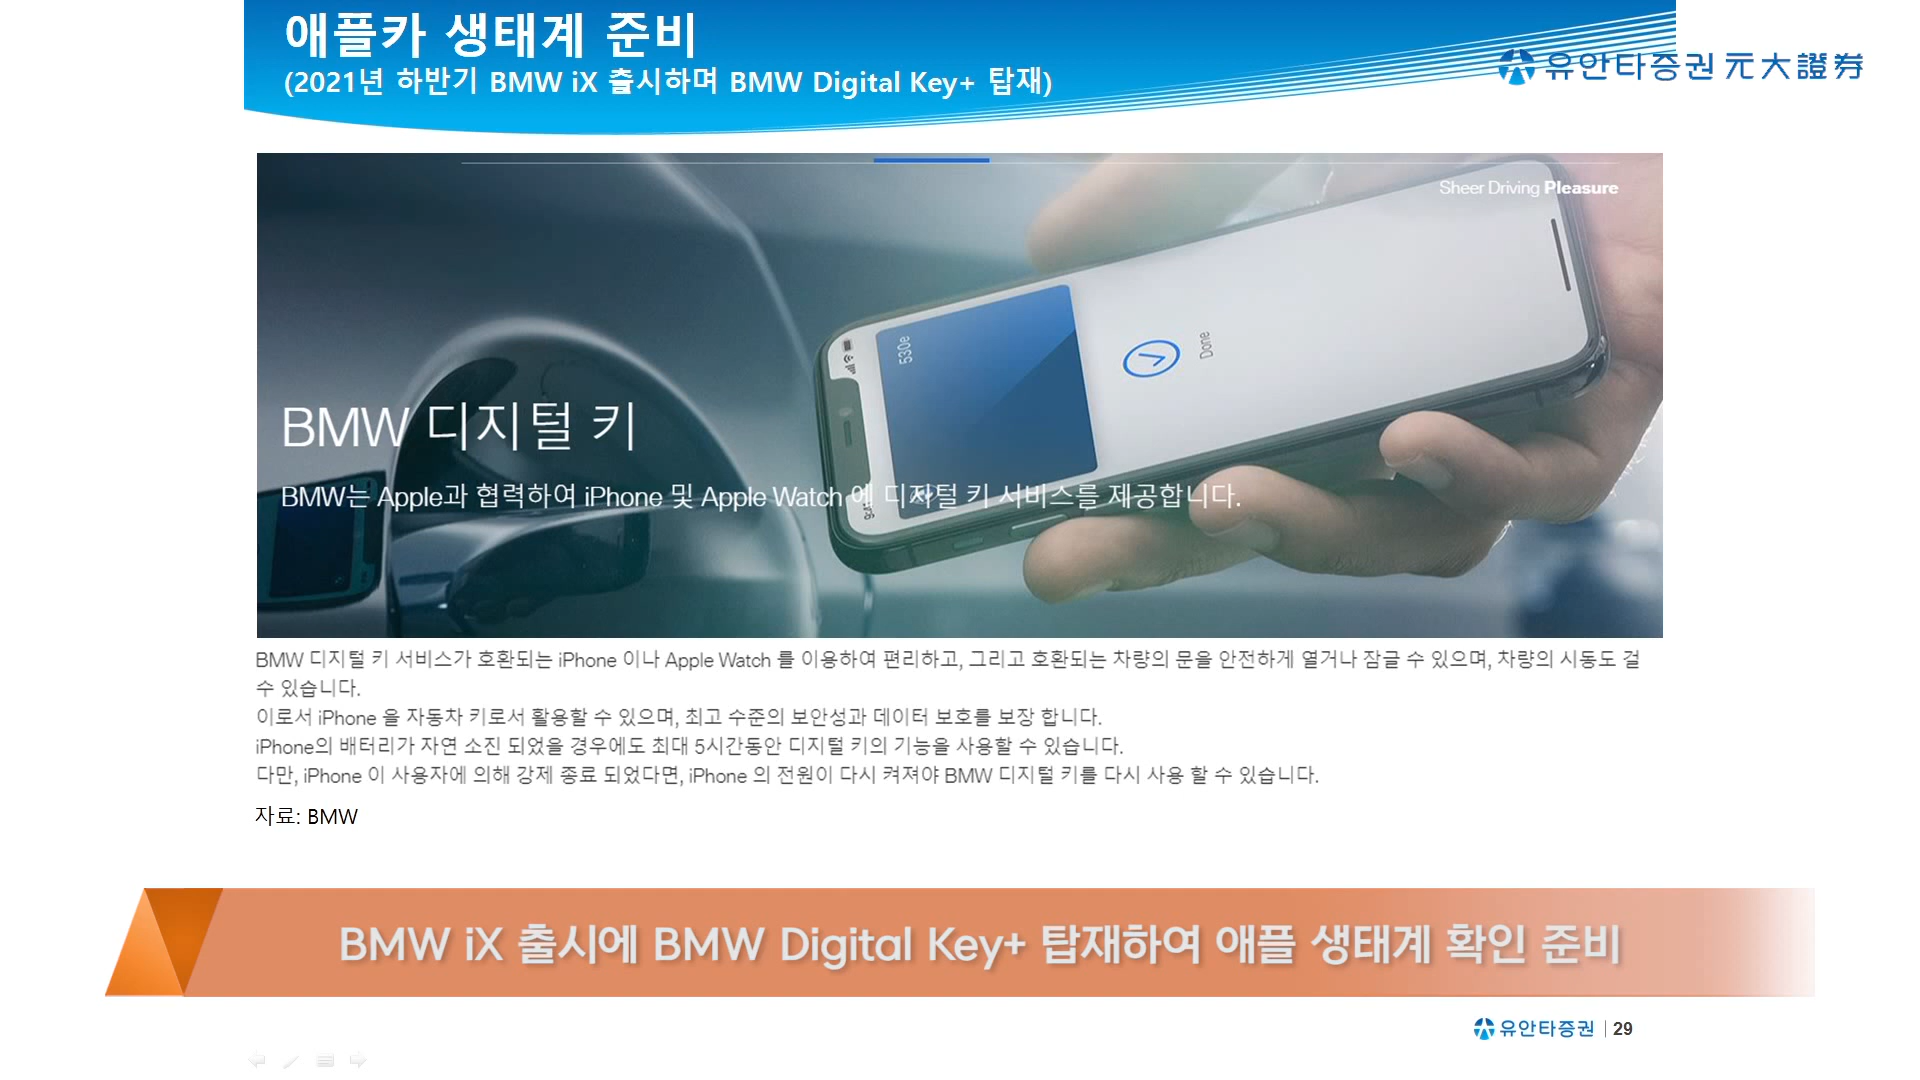 애플카 생태계 준비
(2021년 하반기 BMW iX 출시하며 BMW Digital Key+ 탑재)
유안타증권 元大證券
Sheer Driving Pleasure
530e
Done
BMW 디지털 키
BMW는 Apple과 협력하여 iPhone 및 Apple Watch 에 디지털 키 서비스를 제공합니다.
BMW 디지털 키 서비스가 호환되는 iPhone 이나 Apple Watch 를 이용하여 편리하고, 그리고 호환되는 차량의 문을 안전하게 열거나 잠글 수 있으며, 차량의 시동도 걸
수 있습니다.
이로서 iPhone 을 자동차 키로서 활용할 수 있으며, 최고 수준의 보안성과 데이터 보호를 보장 합니다.
iPhone의 배터리가 자연 소진 되었을 경우에도 최대 5시간동안 디지털 키의 기능을 사용할 수 있습니다.
다만, iPhone 이 사용자에 의해 강제 종료 되었다면, iPhone 의 전원이 다시 켜져야 BMW 디지털 키를 다시 사용 할 수 있습니다.
자료: BMW
BMW iX 출시에 BMW Digital Key+ 탑재하여 애플 생태계 확인 준비
유안타증권 | 29